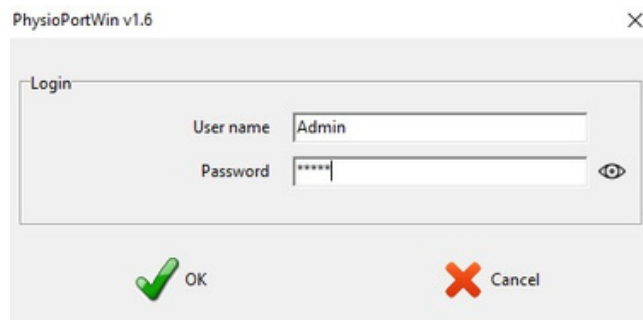 PhysioPortWin v1.6
Login
User name Admin
Password *****
OK Cancel